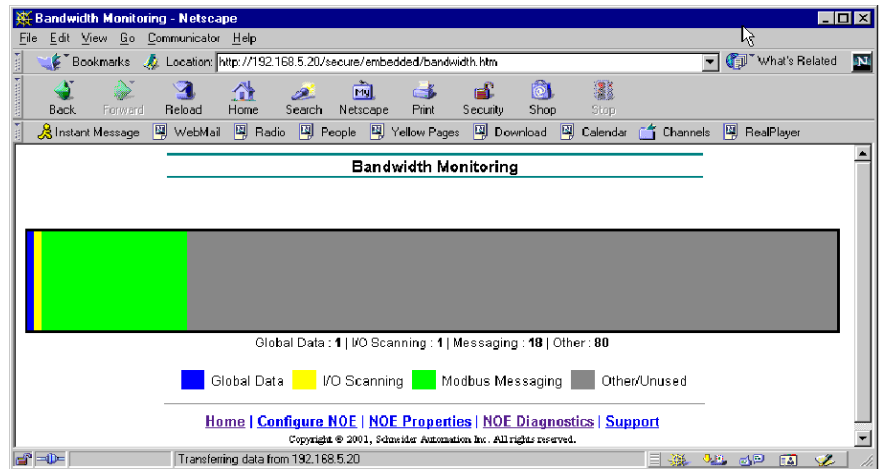 Bandwidth Monitoring - Netscape
File Edit View Go Communicator Help
Bookmarks Location: http://192.168.5.20/secure/embedded/bandwidth.htm What's Related N
Back Forward Reload Home Search Netscape Print Security Shop Stop
My
Instant Message WebMail Radio People Yellow Pages Download Calendar Channels RealPlayer
Bandwidth Monitoring
Global Data : 1 | I/O Scanning : 1 | Messaging : 18 | Other : 80
Global Data I/O Scanning Modbus Messaging Other/Unused
Home | Configure NOE | NOE Properties | NOE Diagnostics | Support
Copyright © 2001, Schneider Automation Inc. All rights reserved.
Transferring data from 192.168.5.20